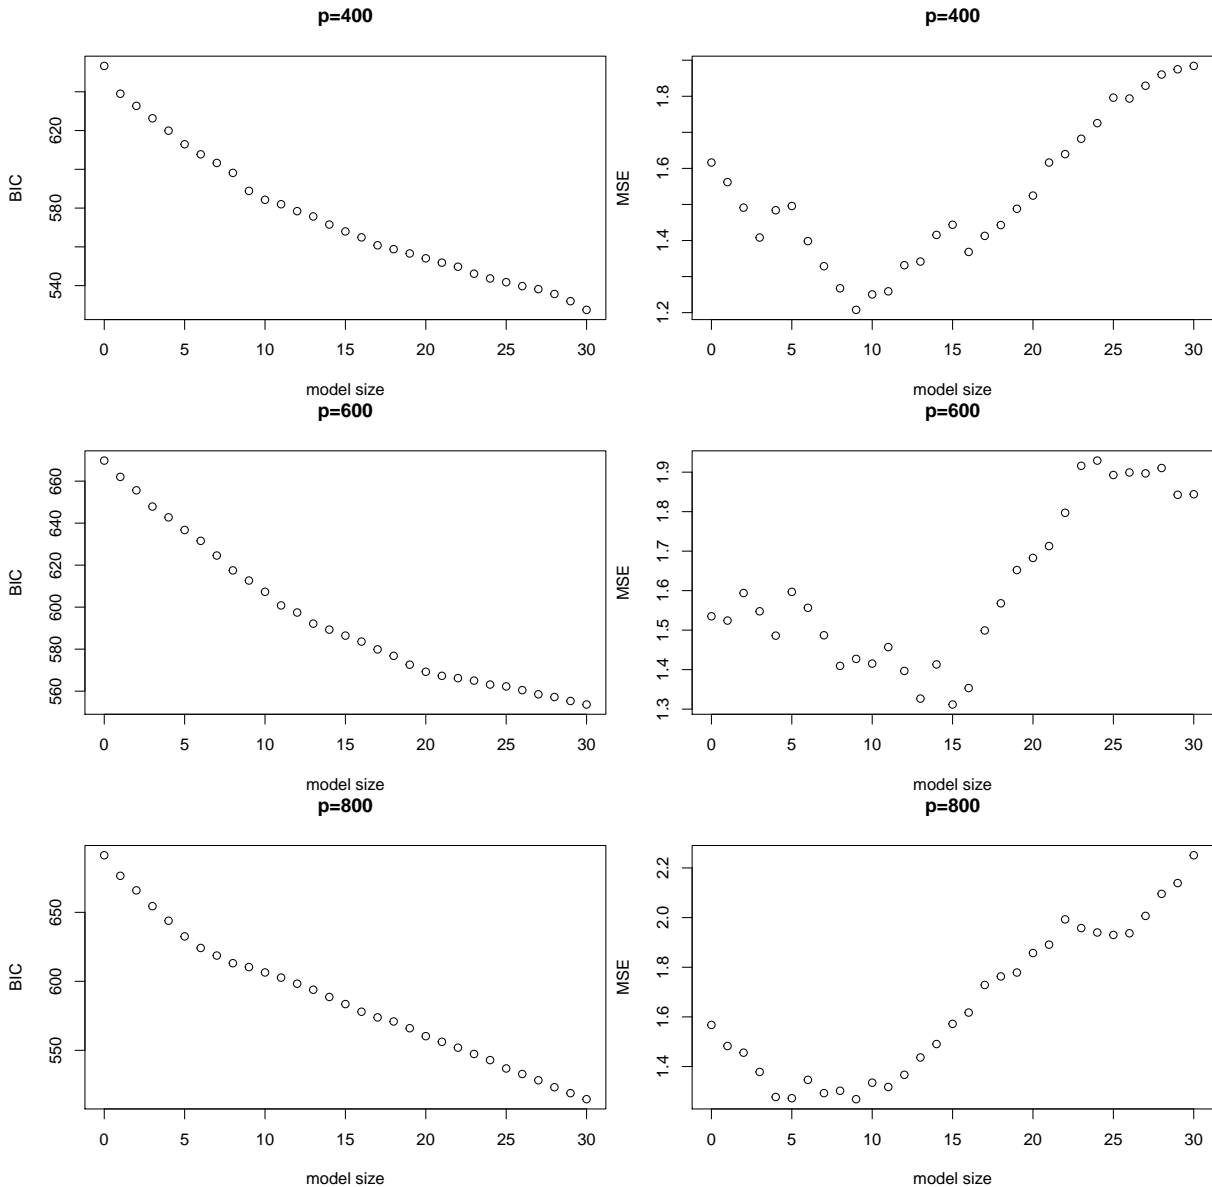 p=400
BIC
540 580 620
0 5 10 15 20 25 30
model size
p=400
MSE
1.2 1.4 1.6 1.8
0 5 10 15 20 25 30
model size
p=600
BIC
560 580 600 620 640 660
0 5 10 15 20 25 30
model size
p=600
MSE
1.3 1.4 1.5 1.6 1.7 1.8 1.9
0 5 10 15 20 25 30
model size
p=800
BIC
550 600 650
0 5 10 15 20 25 30
model size
p=800
MSE
1.4 1.6 1.8 2.0 2.2
0 5 10 15 20 25 30
model size